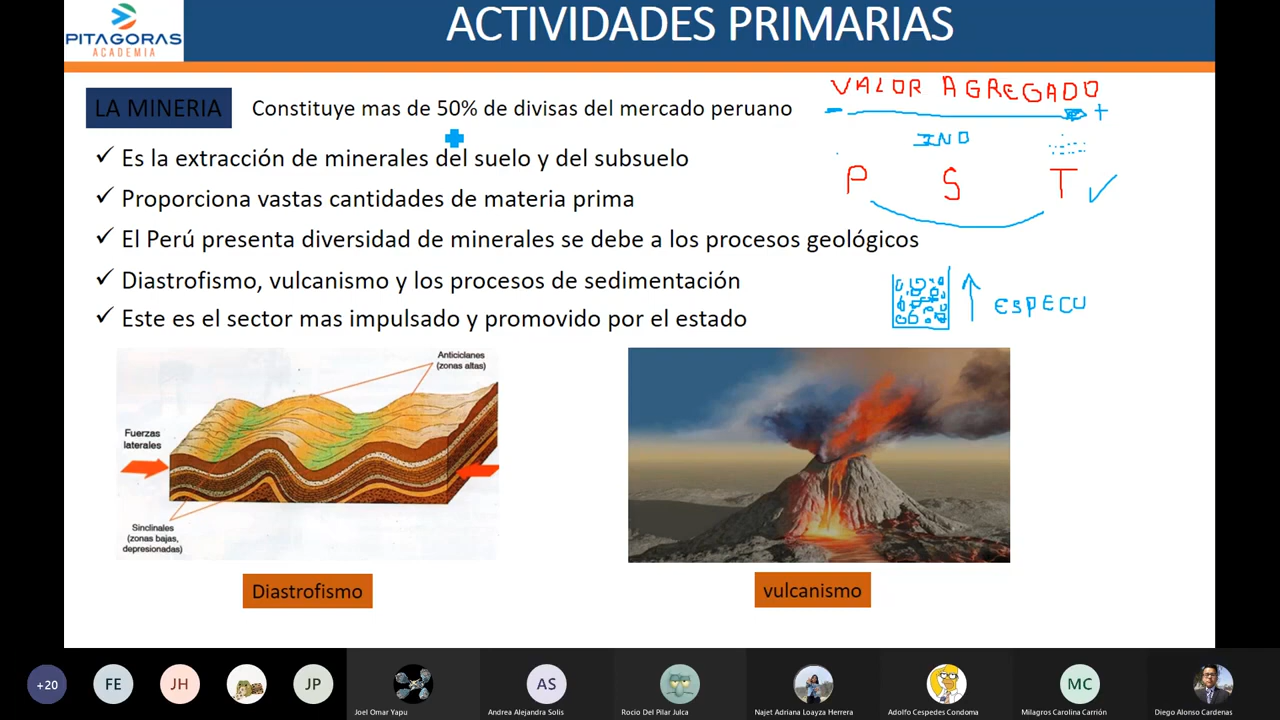 PITAGORAS
ACADEMIA
ACTIVIDADES PRIMARIAS
LA MINERIA
Constituye mas de 50% de divisas del mercado peruano
Es la extracción de minerales del suelo y del subsuelo
Proporciona vastas cantidades de materia prima
El Perú presenta diversidad de minerales se debe a los procesos geológicos
Diastrofismo, vulcanismo y los procesos de sedimentación
Este es el sector mas impulsado y promovido por el estado
VALOR AGREGADO
- +
IND
P S T
ESPECU
Anticiclanes
(zonas altas)
Fuerzas
laterales
Sinclinales
(zonas bajas,
depresionadas)
Diastrofismo
vulcanismo
+20
FE
JH
JP
Joel Omar Yapu
AS
Andrea Alejandra Solis
Rocio Del Pilar Julca
Najet Adriana Loayza Herrera
Adolfo Cespedes Condoma
MC
Milagros Carolina Carrión
Diego Alonso Cardenas